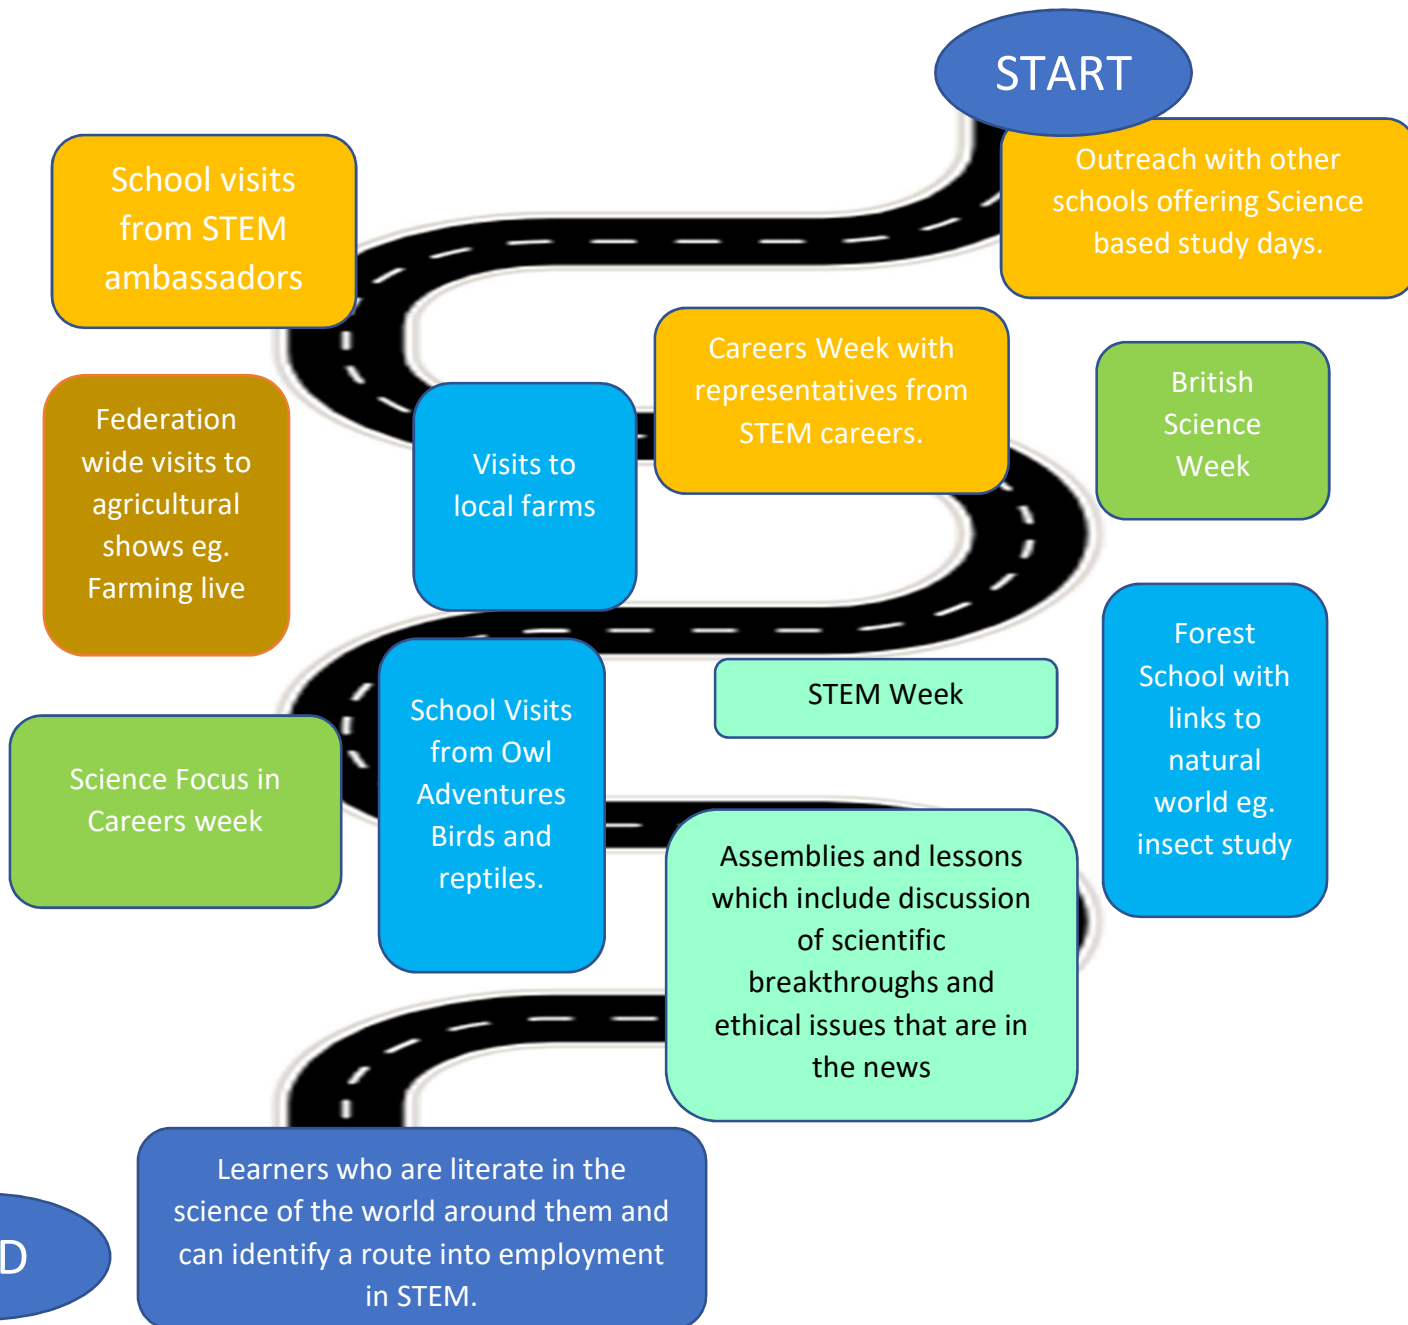 START
Outreach with other
schools offering Science
based study days.
School visits
from STEM
ambassadors
Careers Week with
representatives from
STEM careers.
British
Science
Week
Federation
wide visits to
agricultural
shows eg.
Farming live
Visits to
local farms
Forest
School with
links to
natural
world eg.
insect study
STEM Week
School Visits
from Owl
Adventures
Birds and
reptiles.
Science Focus in
Careers week
Assemblies and lessons
which include discussion
of scientific
breakthroughs and
ethical issues that are in
the news
Learners who are literate in the
science of the world around them and
can identify a route into employment
in STEM.
D